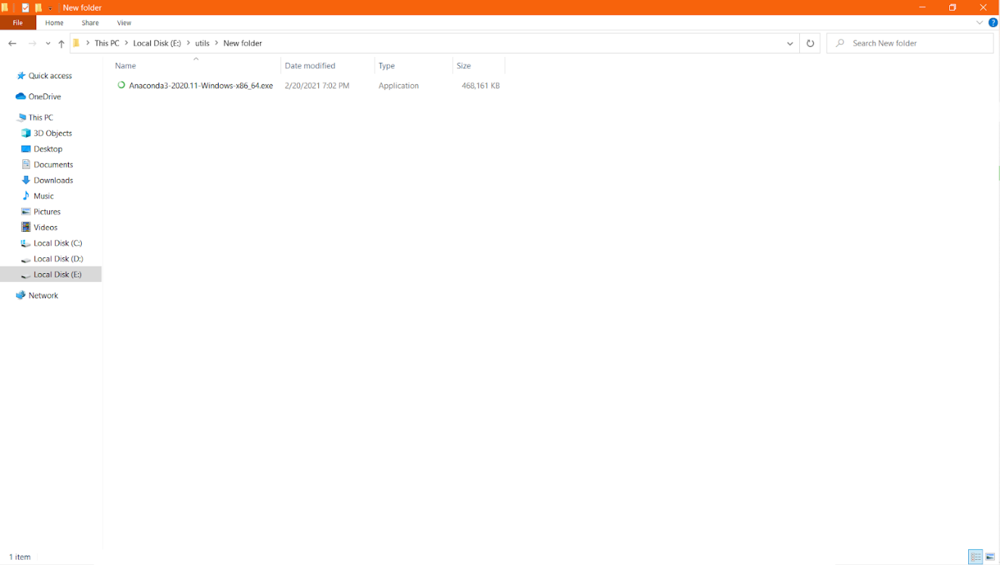 New folder
File Home Share View
This PC Local Disk (E:) utils New folder
Search New folder
Name Date modified Type Size
Anaconda3-2020.11-Windows-x86_64.exe 2/20/2021 7:02 PM Application 468,161 KB
Quick access
OneDrive
This PC
3D Objects
Desktop
Documents
Downloads
Music
Pictures
Videos
Local Disk (C:)
Local Disk (D:)
Local Disk (E:)
Network
1 item